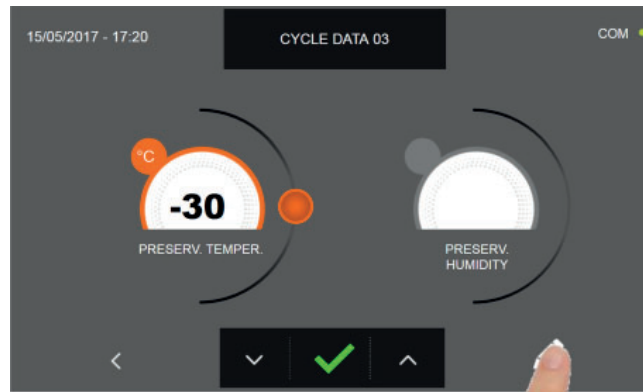 15/05/2017 - 17:20
CYCLE DATA 03
COM
°C
-30
PRESERV. TEMPER.
PRESERV.
HUMIDITY